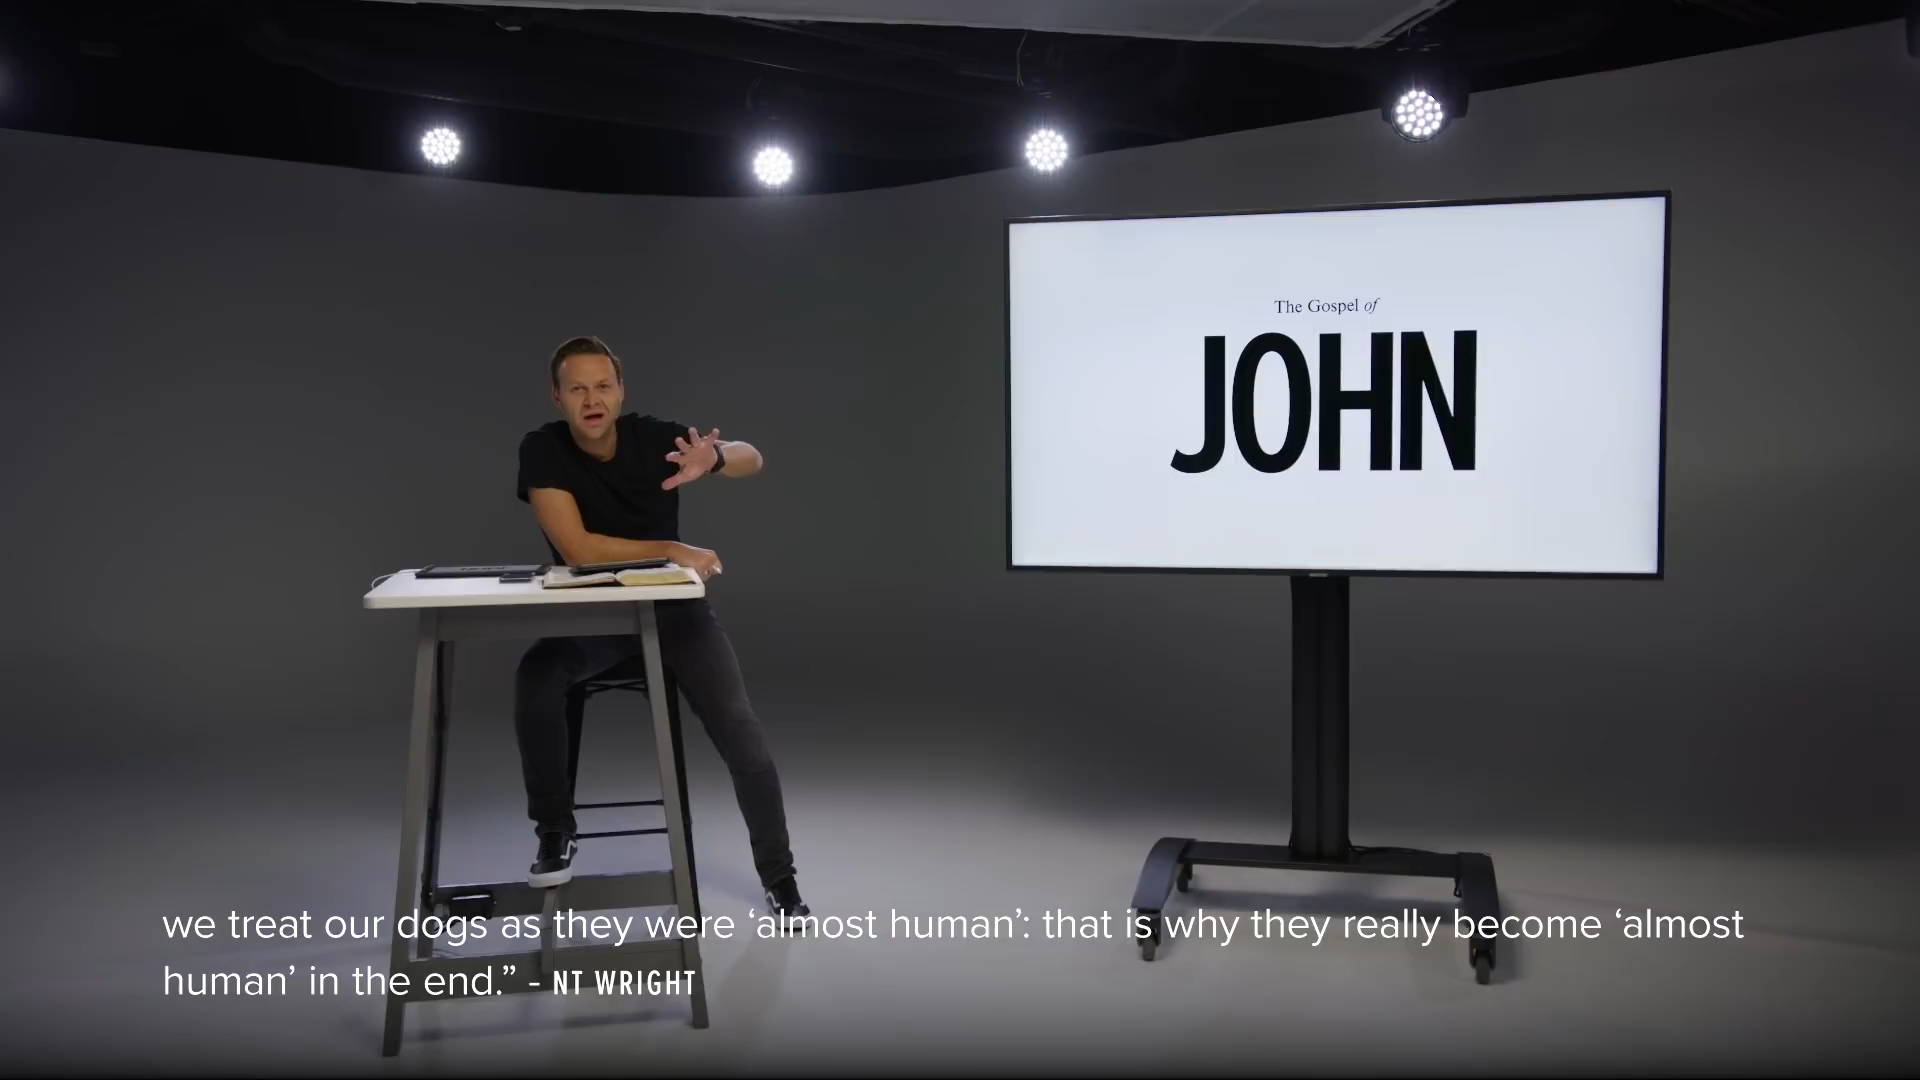 The Gospel of
JOHN
we treat our dogs as they were ‘almost human’: that is why they really become ‘almost
human’ in the end.” - NT WRIGHT